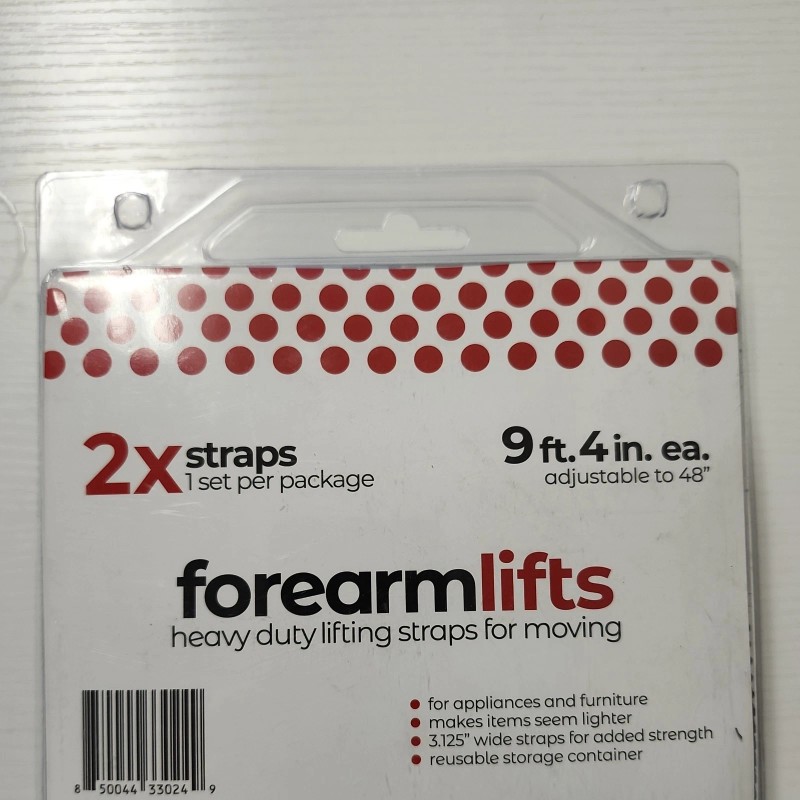 2x straps
1 set per package
9 ft. 4 in. ea.
adjustable to 48”
forearmlifts
heavy duty lifting straps for moving
• for appliances and furniture
• makes items seem lighter
• 3.125” wide straps for added strength
• reusable storage container
8 50044 33024 9